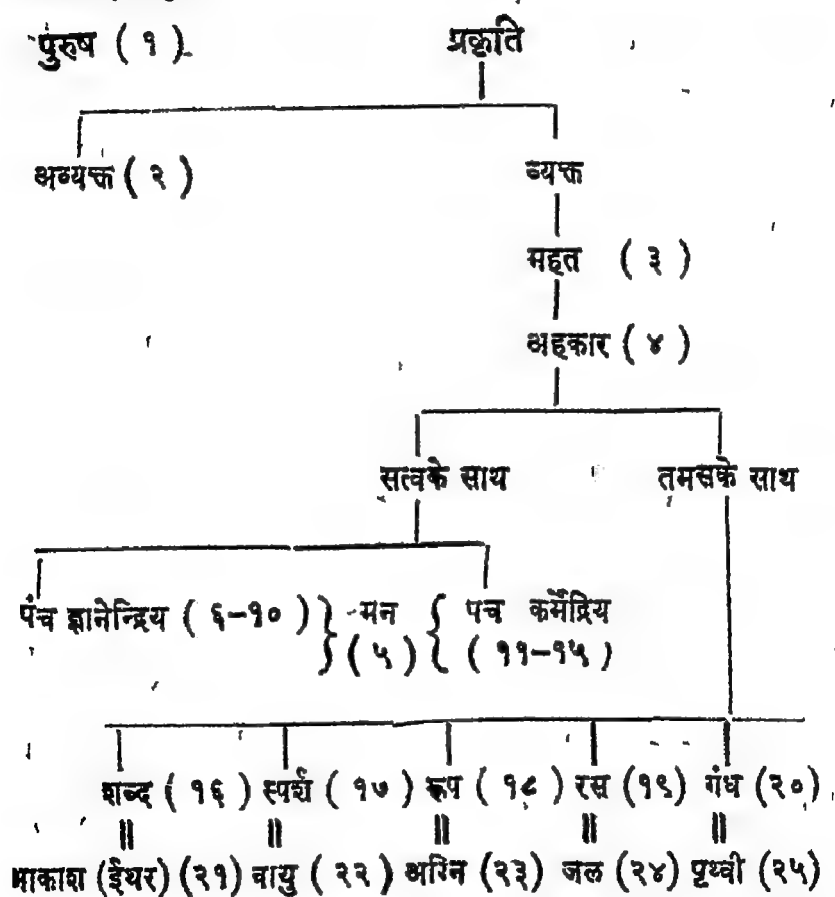 पुरुष ( १ ) प्रकृति
अव्यक्त ( २ ) व्यक्त
महत ( ३ )
अहकार ( ४ )
सत्वके साथ तमसके साथ
पंच ज्ञानेन्द्रिय ( ६-१० ) } -मन { पच कर्मेंद्रिय
} ( ५ ) { ( ११-१५ )
शब्द ( १६ ) स्पर्श ( १७ ) रूप ( १८ ) रस (१९) गंध (२०)
आकाश (ईथर) (२१) वायु ( २२ ) अग्नि (२३) जल (२४) पृथ्वी (२५)